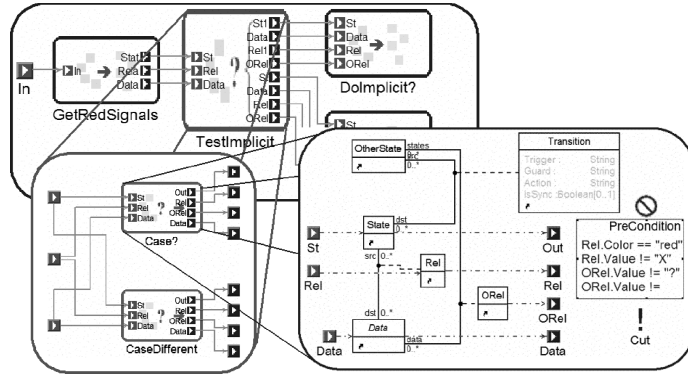 In
In
Stat
Rela
Data
GetRedSignals
St
Rel
Data
?
St1
Data
Rel1
ORel
St
Data
Rel
ORel
TestImplicit
St
Data
Rel
ORel
DoImplicit?
St
St
Rel
Data
?
Out
Rel
ORel
Data
Case?
St
Rel
Data
?
Out
Rel
ORel
Data
CaseDifferent
OtherState
states
0..*
src
0..*
Transition
Trigger : String
Guard : String
Action : String
IsSync :Boolean[0..1]
State
dst
0..*
src 0..*
St
Out
Rel
Rel
Rel
ORel
ORel
dst 0..*
Data
data
0..*
Data
Data
PreCondition
Rel.Color == "red"
Rel.Value != "X"
ORel.Value != "?"
ORel.Value !=
!
Cut